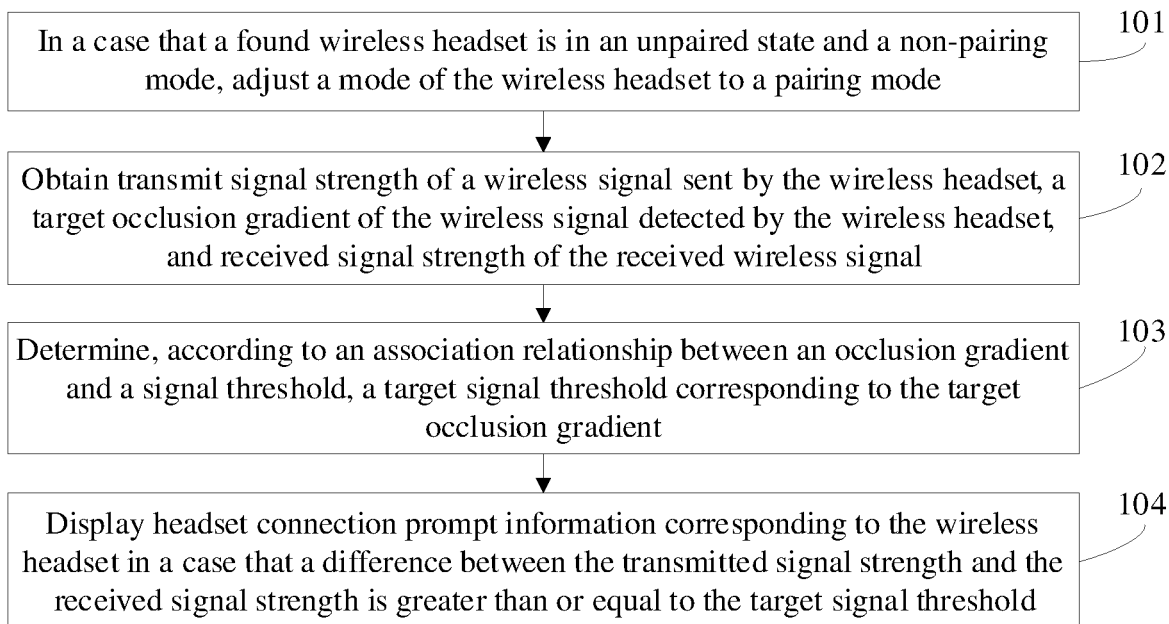 101
In a case that a found wireless headset is in an unpaired state and a non-pairing
mode, adjust a mode of the wireless headset to a pairing mode
102
Obtain transmit signal strength of a wireless signal sent by the wireless headset, a
target occlusion gradient of the wireless signal detected by the wireless headset,
and received signal strength of the received wireless signal
103
Determine, according to an association relationship between an occlusion gradient
and a signal threshold, a target signal threshold corresponding to the target
occlusion gradient
104
Display headset connection prompt information corresponding to the wireless
headset in a case that a difference between the transmitted signal strength and the
received signal strength is greater than or equal to the target signal threshold